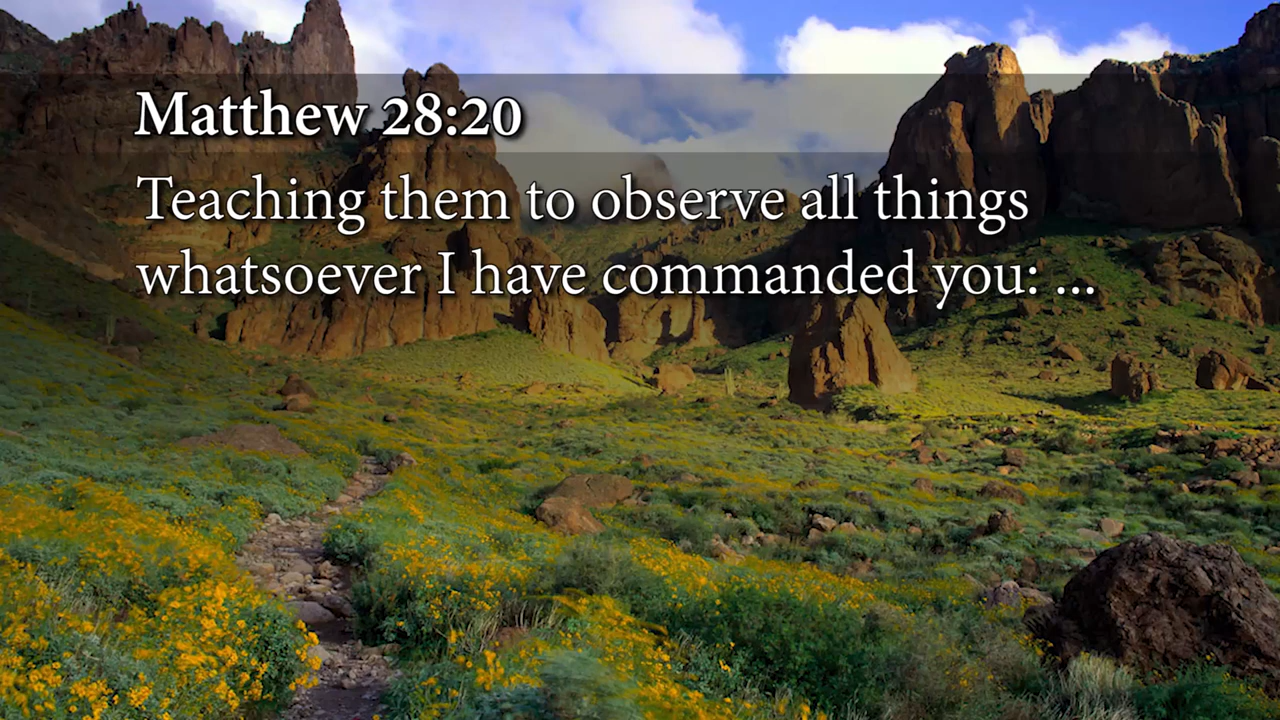 Matthew 28:20
Teaching them to observe all things
whatsoever I have commanded you: ...